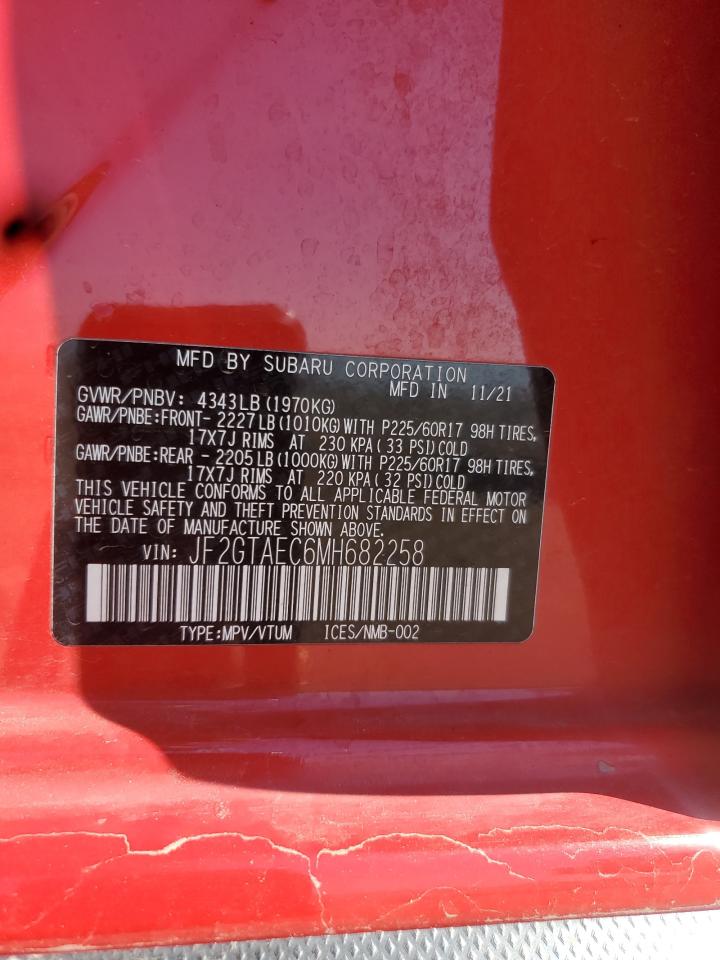 MFD BY SUBARU CORPORATION
MFD IN 11/21
GVWR/PNBV: 4343LB (1970KG)
GAWR/PNBE:FRONT- 2227LB (1010KG) WITH P225/60R17 98H TIRES,
17X7J RIMS AT 230 KPA ( 33 PSI) COLD
GAWR/PNBE:REAR - 2205LB (1000KG) WITH P225/60R17 98H TIRES,
17X7J RIMS AT 220 KPA ( 32 PSI) COLD
THIS VEHICLE CONFORMS TO ALL APPLICABLE FEDERAL MOTOR
VEHICLE SAFETY AND THEFT PREVENTION STANDARDS IN EFFECT ON
THE DATE OF MANUFACTURE SHOWN ABOVE.
VIN: JF2GTAEC6MH682258
TYPE:MPV/VTUM ICES/NMB-002